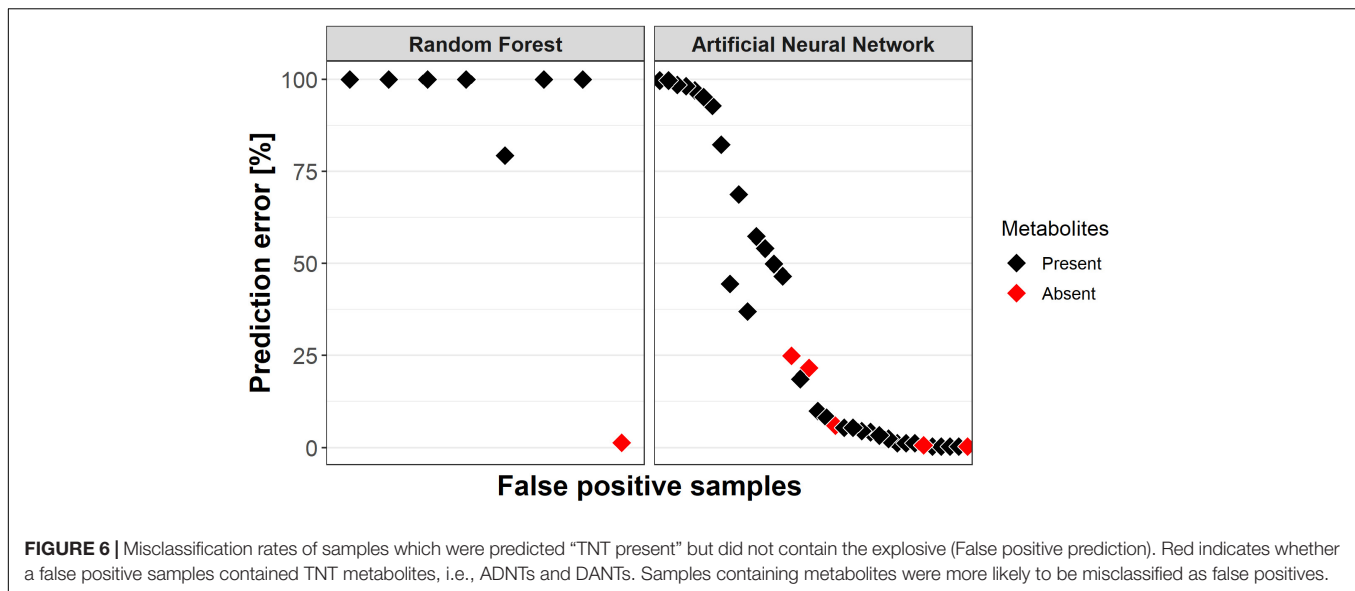 Random Forest
Artificial Neural Network
Prediction error [%]
100
75
50
25
0
False positive samples
Metabolites
Present
Absent
FIGURE 6 | Misclassification rates of samples which were predicted “TNT present” but did not contain the explosive (False positive prediction). Red indicates whether
a false positive samples contained TNT metabolites, i.e., ADNTs and DANTs. Samples containing metabolites were more likely to be misclassified as false positives.